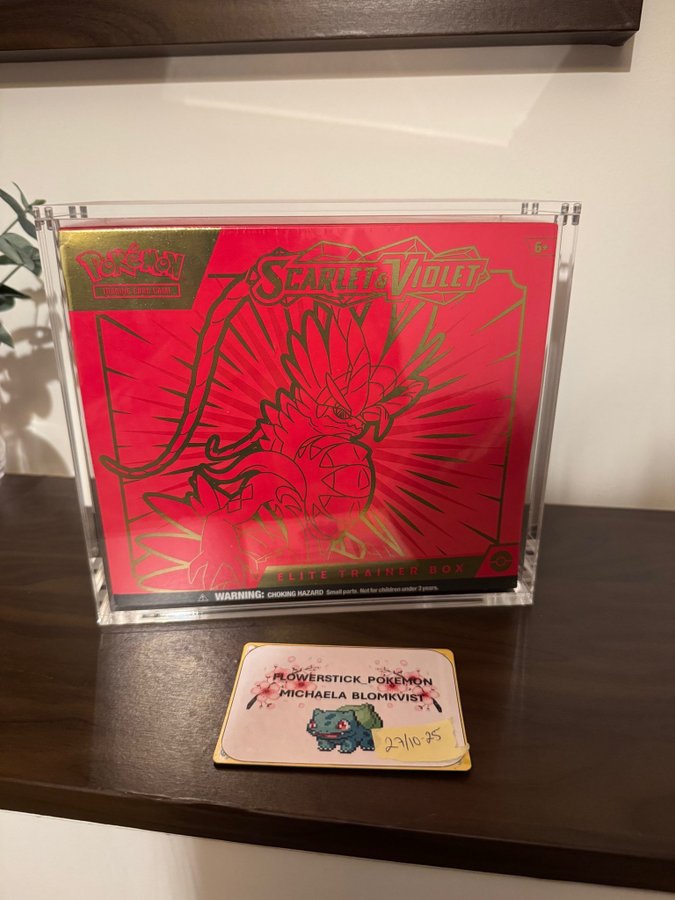 POKÉMON
TRADING CARD GAME
SCARLET & VIOLET
6+
ELITE TRAINER BOX
WARNING: CHOKING HAZARD Small parts. Not for children under 3 years.
FLOWERSTICK_POKEMON
MICHAELA BLOMKVIST
27/10-25